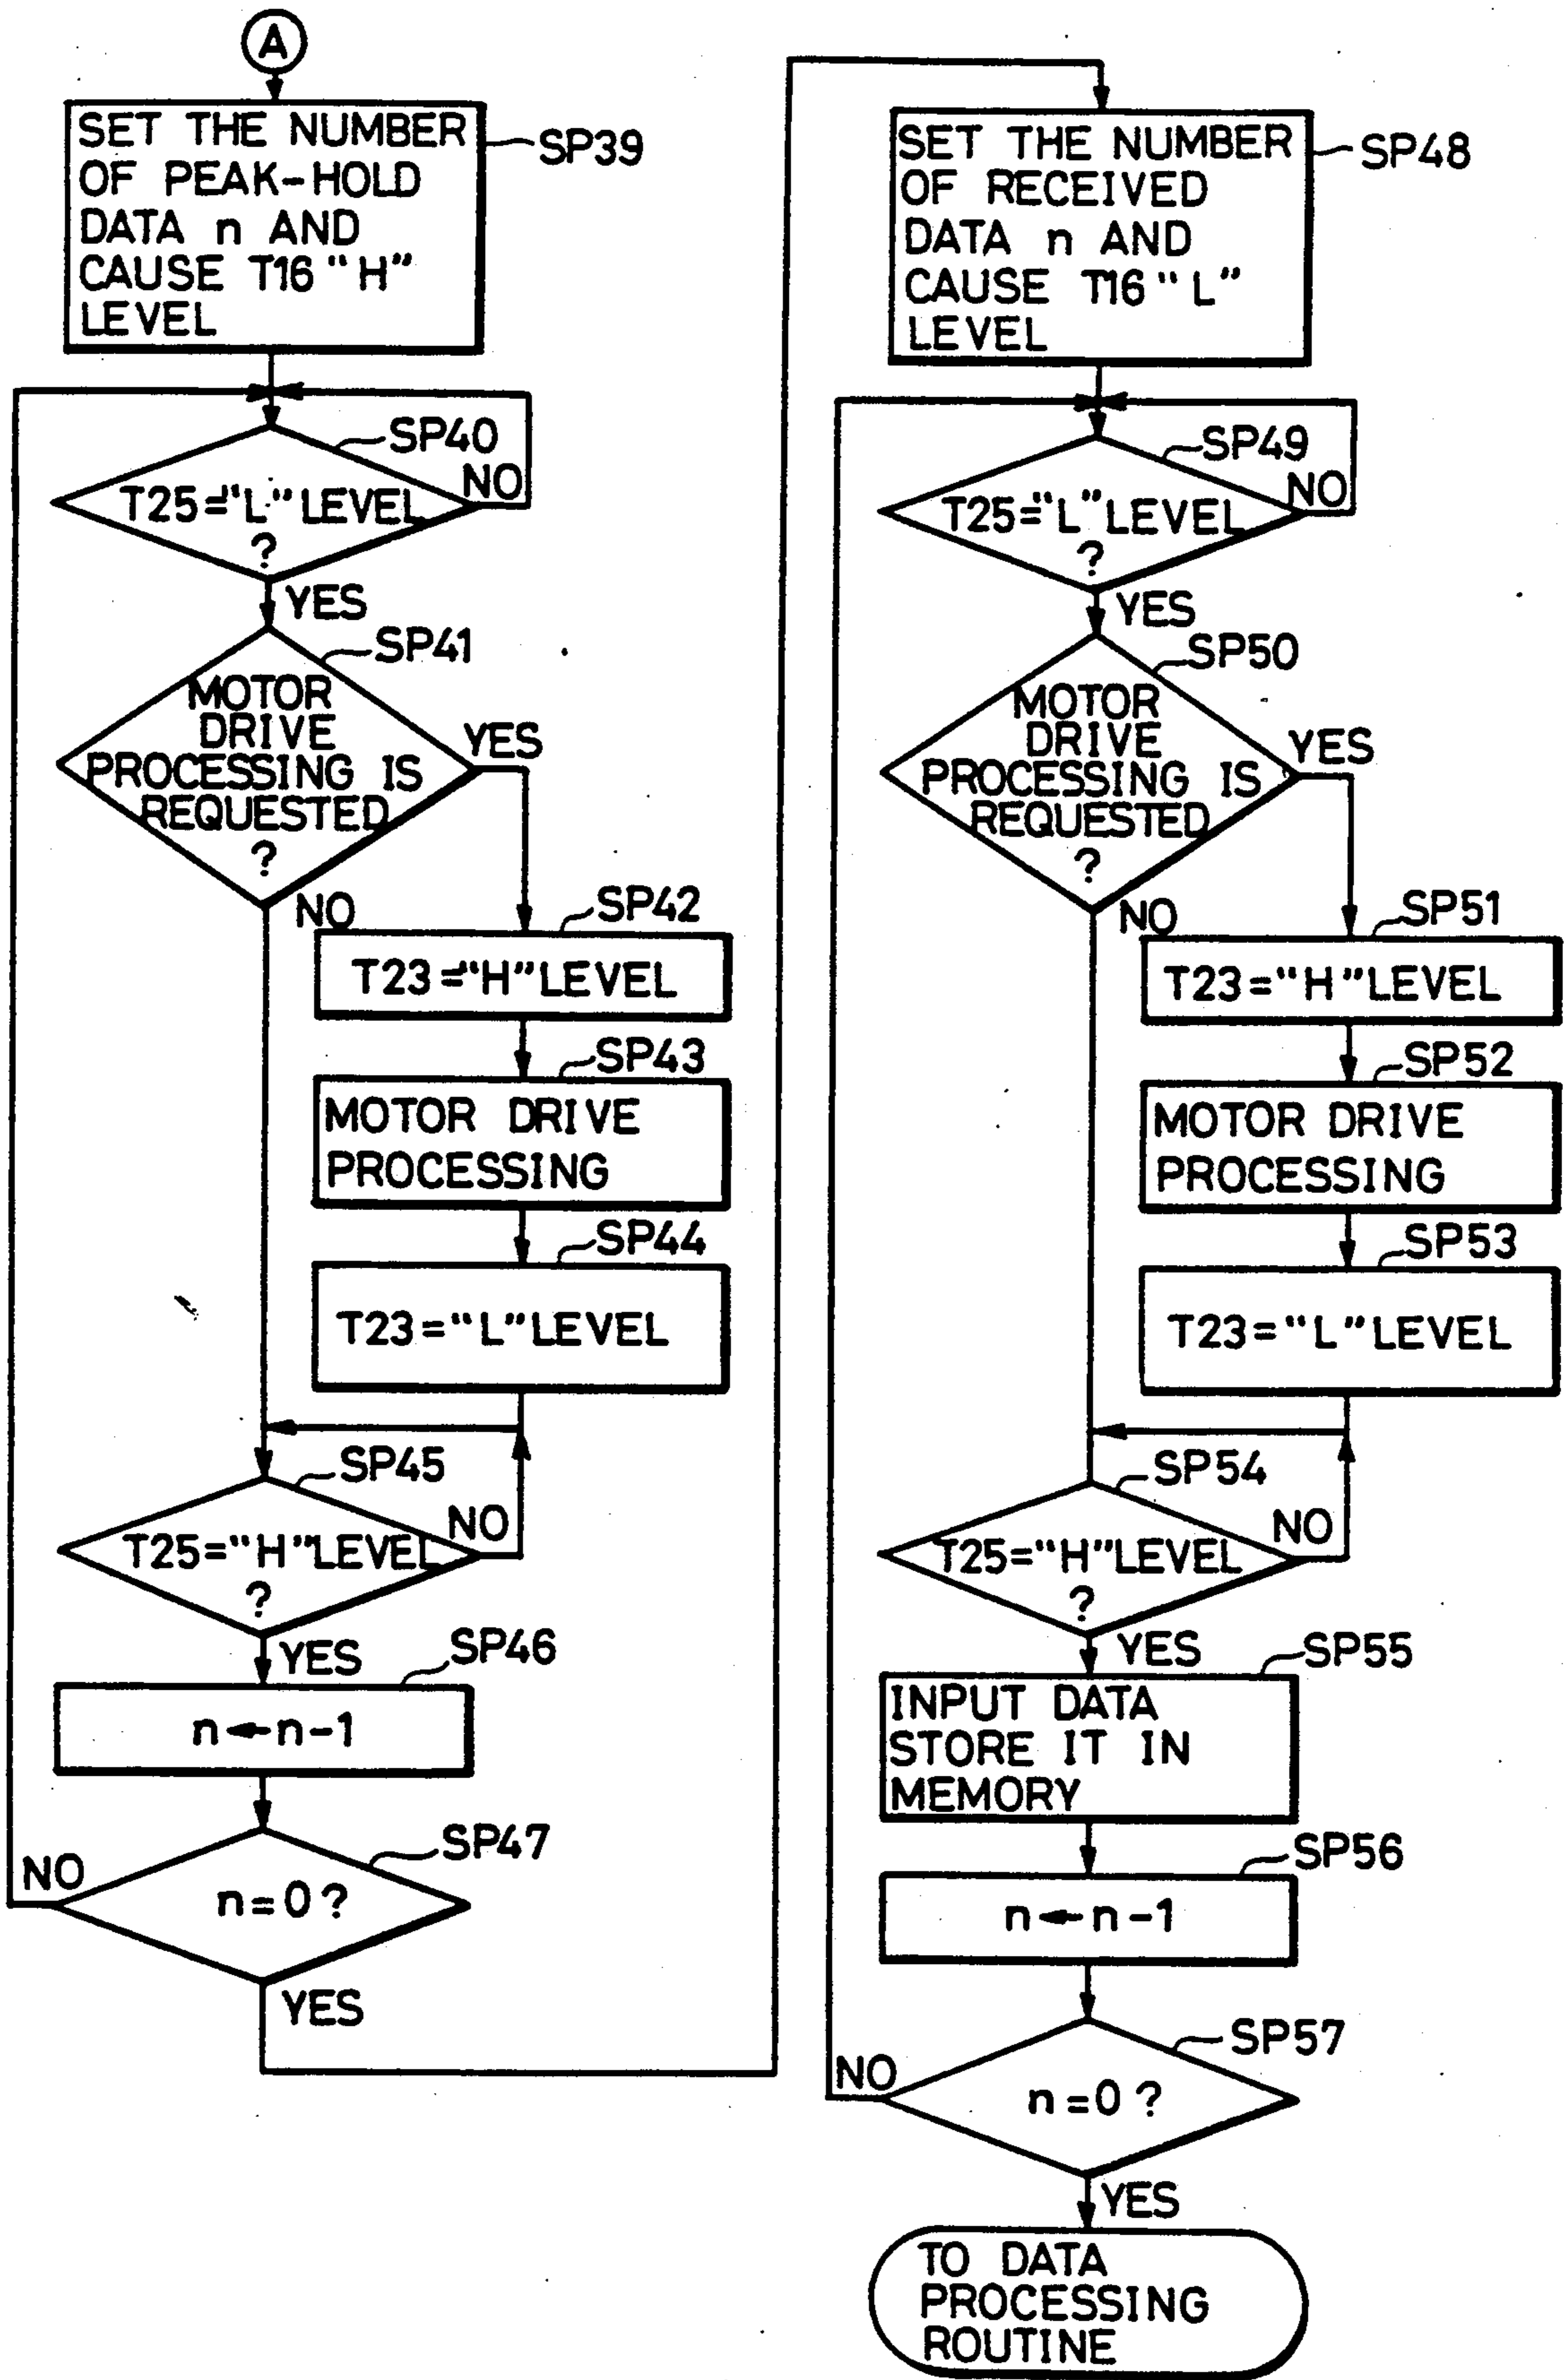 A
SET THE NUMBER
OF PEAK-HOLD
DATA n AND
CAUSE T16 "H"
LEVEL
SP39
SP40
T25="L" LEVEL
?
NO
YES
SP41
MOTOR
DRIVE
PROCESSING IS
REQUESTED
?
YES
NO
SP42
T23="H" LEVEL
SP43
MOTOR DRIVE
PROCESSING
SP44
T23="L" LEVEL
SP45
T25="H" LEVEL
?
NO
YES
SP46
n←n-1
SP47
NO
n=0?
YES
SET THE NUMBER
OF RECEIVED
DATA n AND
CAUSE T16 "L"
LEVEL
SP48
SP49
T25="L" LEVEL
?
NO
YES
SP50
MOTOR
DRIVE
PROCESSING IS
REQUESTED
?
YES
NO
SP51
T23="H" LEVEL
SP52
MOTOR DRIVE
PROCESSING
SP53
T23="L" LEVEL
SP54
T25="H" LEVEL
?
NO
YES
SP55
INPUT DATA
STORE IT IN
MEMORY
SP56
n←n-1
SP57
NO
n=0?
YES
TO DATA
PROCESSING
ROUTINE